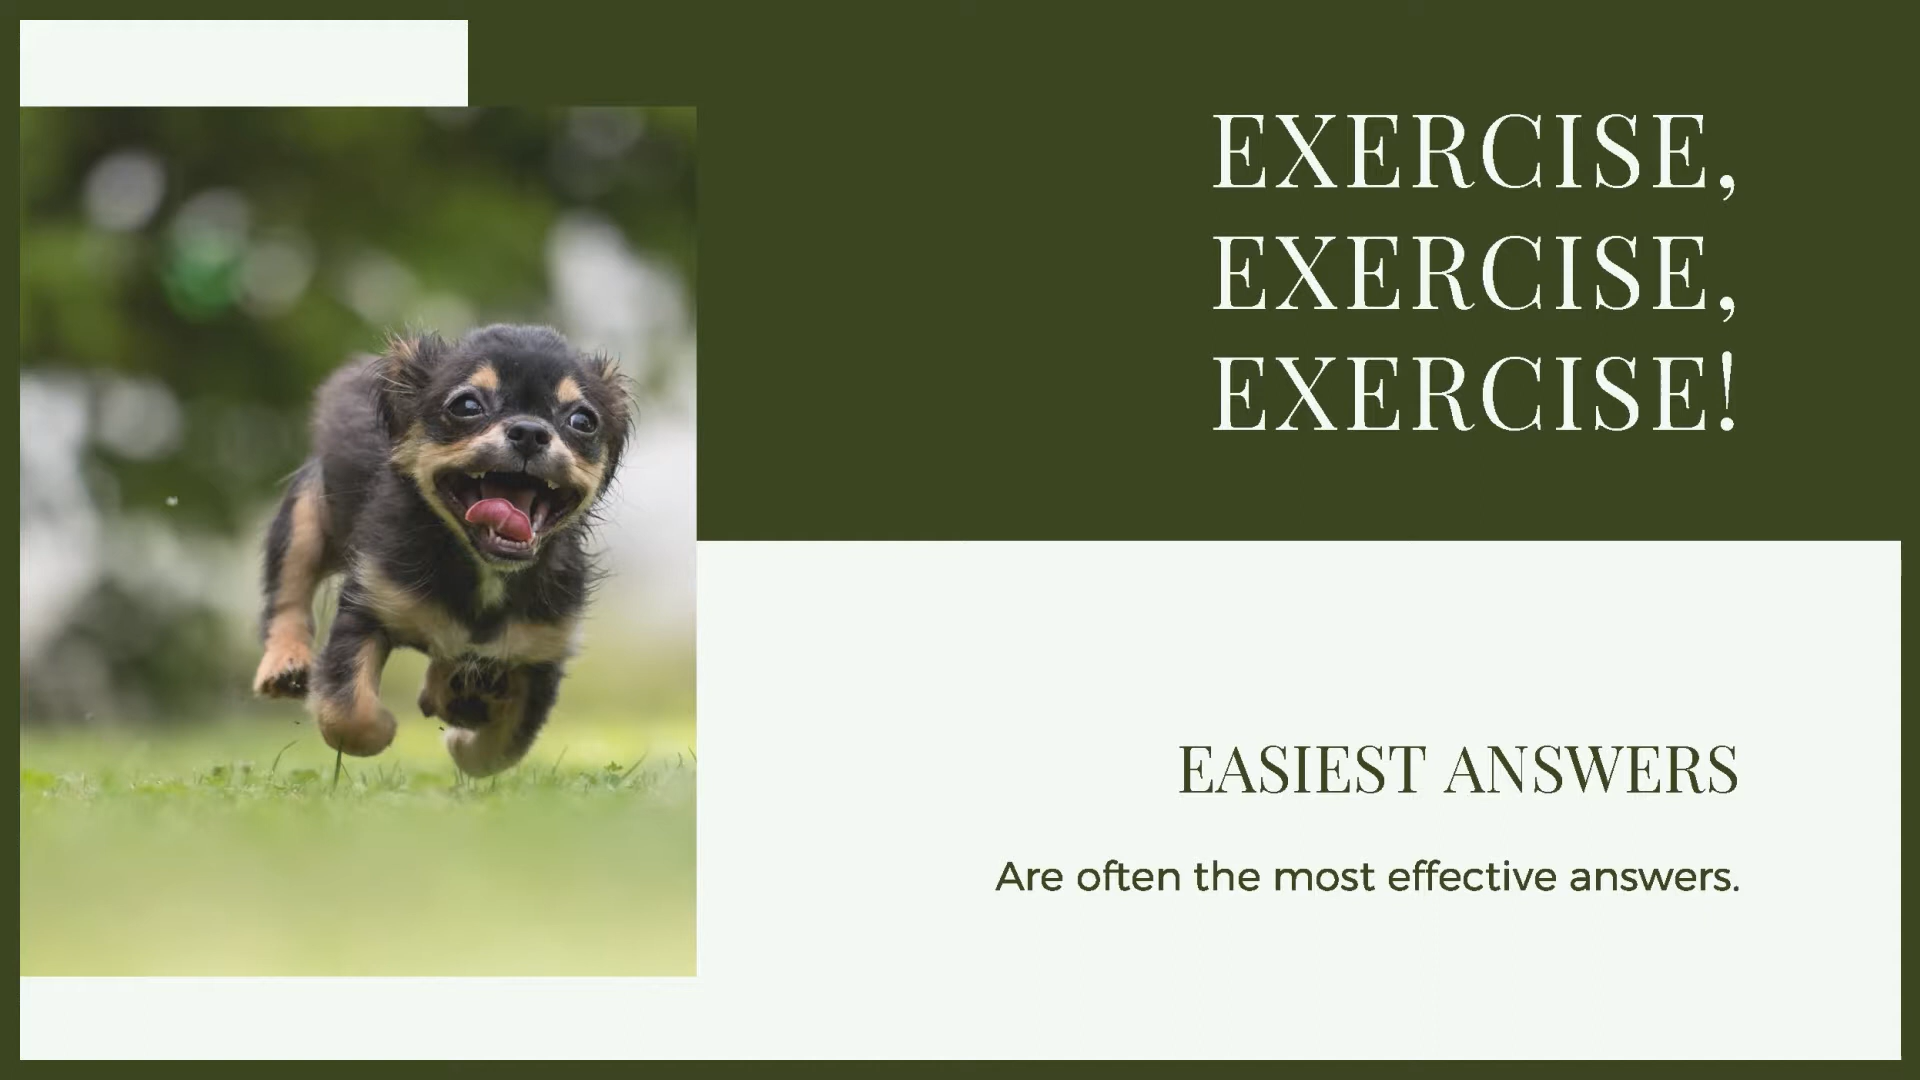 EXERCISE,
EXERCISE,
EXERCISE!
EASIEST ANSWERS
Are often the most effective answers.